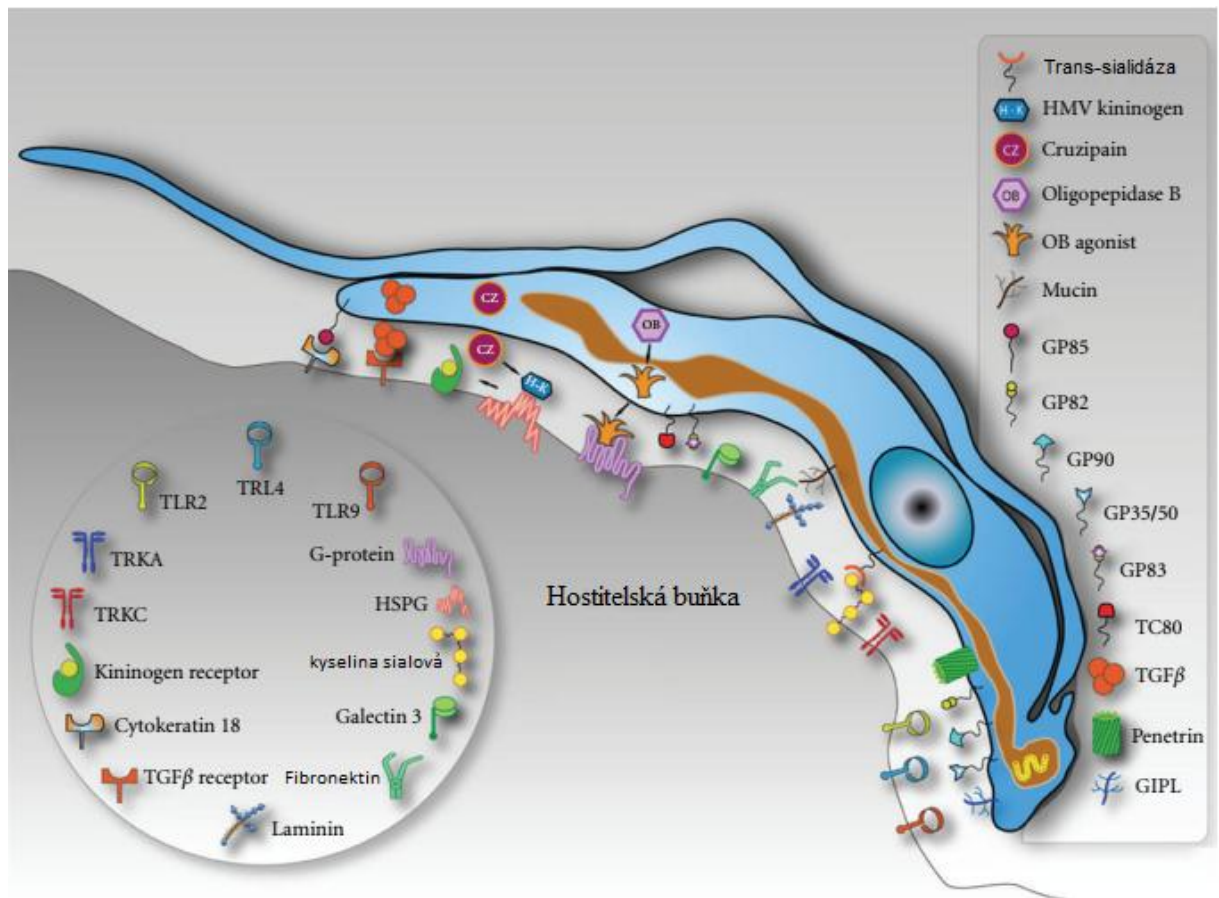 Trans-sialidáza
H-K
HMV kininogen
CZ
Cruzipain
OB
Oligopepidase B
OB agonist
Mucin
GP85
GP82
GP90
GP35/50
GP83
TC80
TGFβ
Penetrin
GIPL
CZ
CZ
H-K
OB
Hostitelská buňka
TRL4
TLR2
TLR9
TRKA
G-protein
TRKC
HSPG
kyselina sialová
Kininogen receptor
Galectin 3
Cytokeratin 18
TGFβ receptor
Fibronektin
Laminin